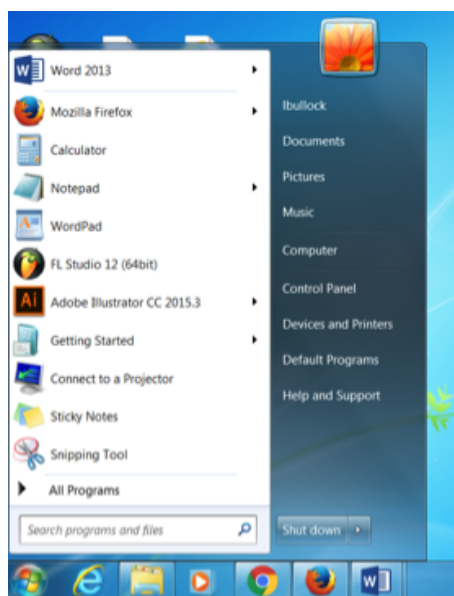 Word 2013
Mozilla Firefox
Calculator
Notepad
WordPad
FL Studio 12 (64bit)
Adobe Illustrator CC 2015.3
Getting Started
Connect to a Projector
Sticky Notes
Snipping Tool
All Programs
Search programs and files
lbullock
Documents
Pictures
Music
Computer
Control Panel
Devices and Printers
Default Programs
Help and Support
Shut down